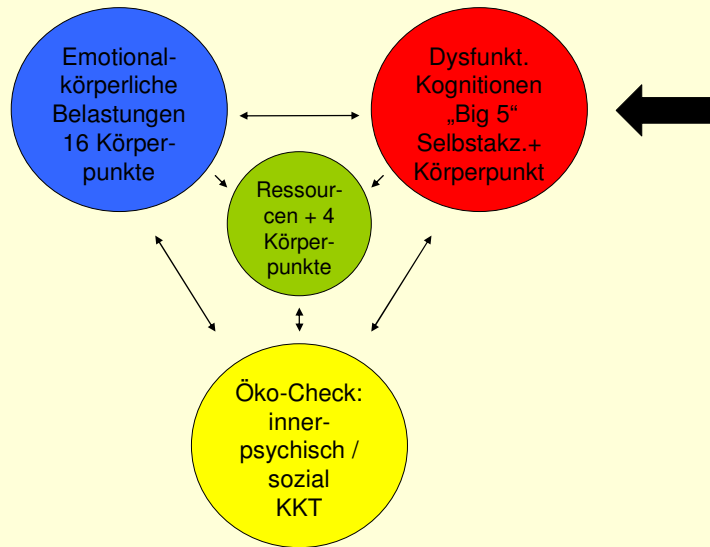 Emotional-
körperliche
Belastungen
16 Körper-
punkte
Dysfunkt.
Kognitionen
„Big 5“
Selbstakz.+
Körperpunkt
Ressour-
cen + 4
Körper-
punkte
Öko-Check:
inner-
psychisch /
sozial
KKT